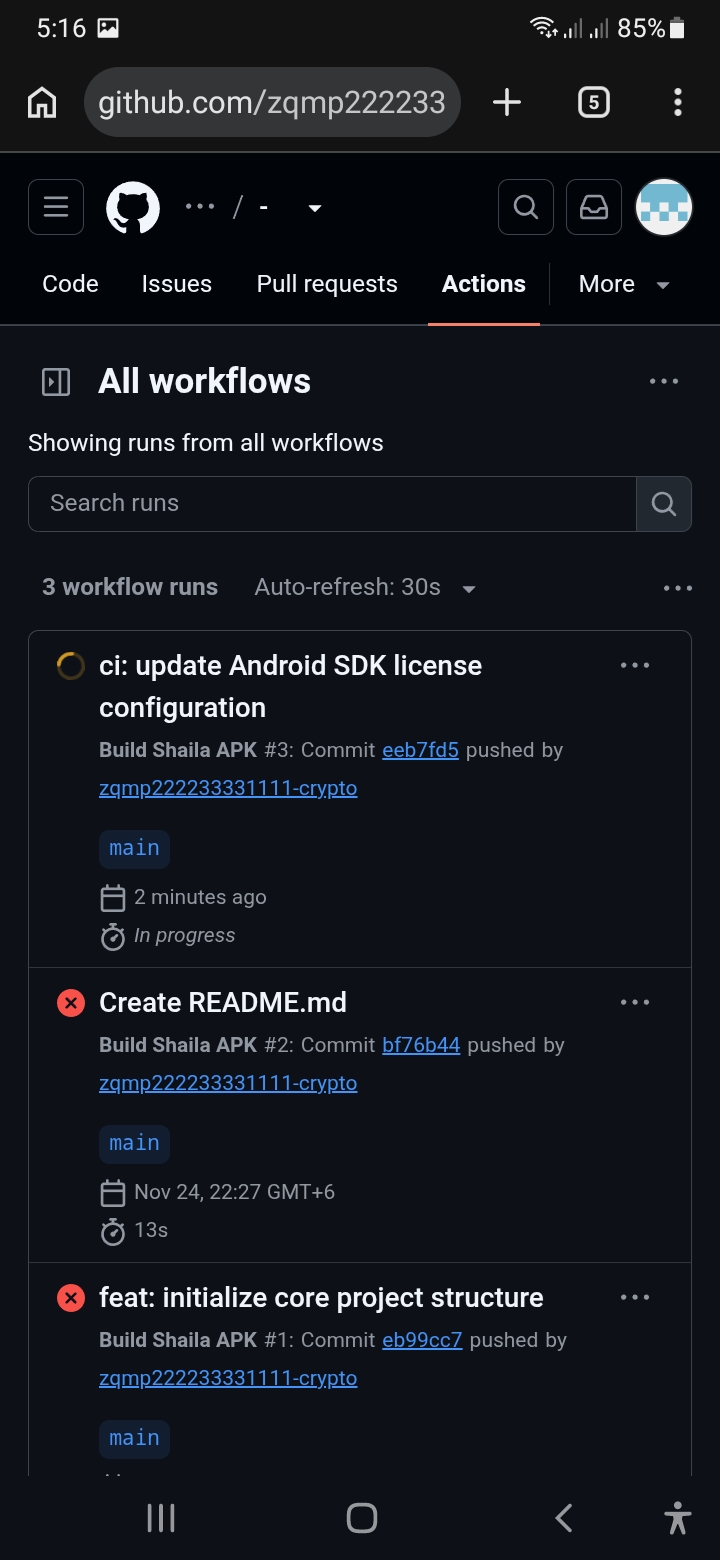 5:16 85%
github.com/zqmp222233 5
... / -
Code Issues Pull requests Actions More
All workflows
Showing runs from all workflows
Search runs
3 workflow runs Auto-refresh: 30s
ci: update Android SDK license
configuration
Build Shaila APK #3: Commit eeb7fd5 pushed by
zqmp222233331111-crypto
main
2 minutes ago
In progress
Create README.md
Build Shaila APK #2: Commit bf76b44 pushed by
zqmp222233331111-crypto
main
Nov 24, 22:27 GMT+6
13s
feat: initialize core project structure
Build Shaila APK #1: Commit eb99cc7 pushed by
zqmp222233331111-crypto
main